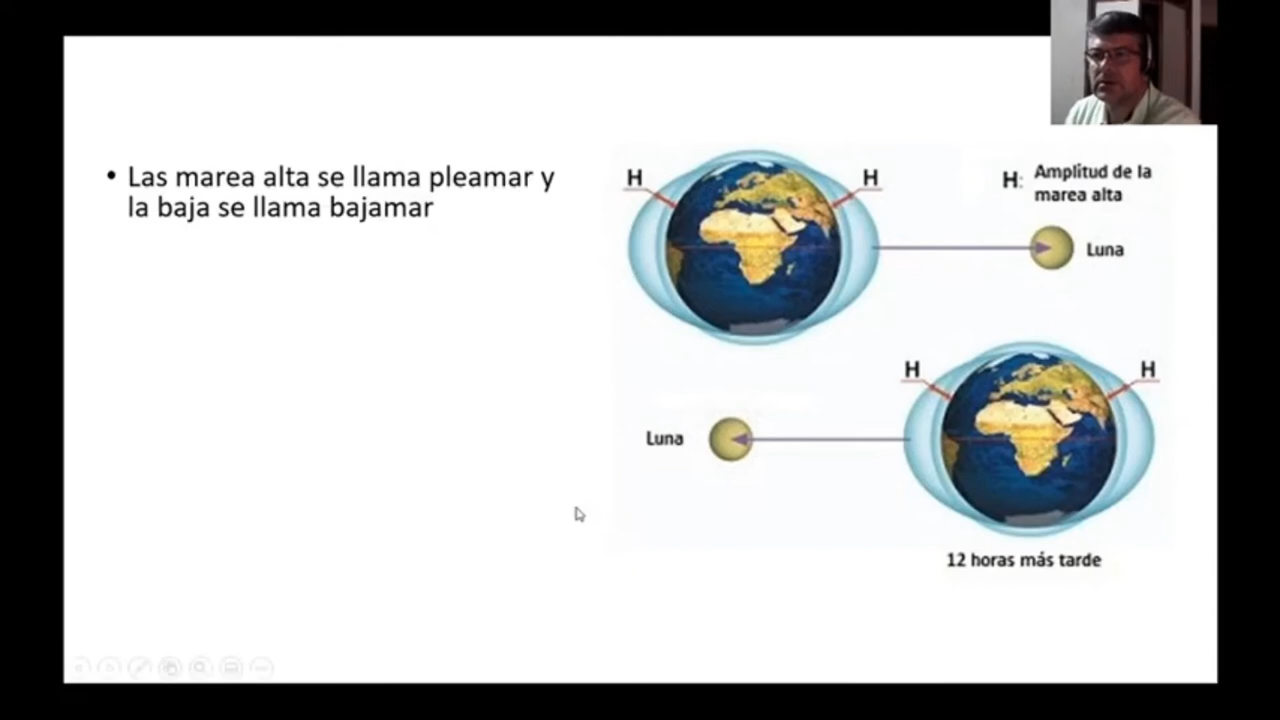 • Las marea alta se llama pleamar y
la baja se llama bajamar
H
H
H: Amplitud de la
marea alta
Luna
H
H
Luna
12 horas más tarde